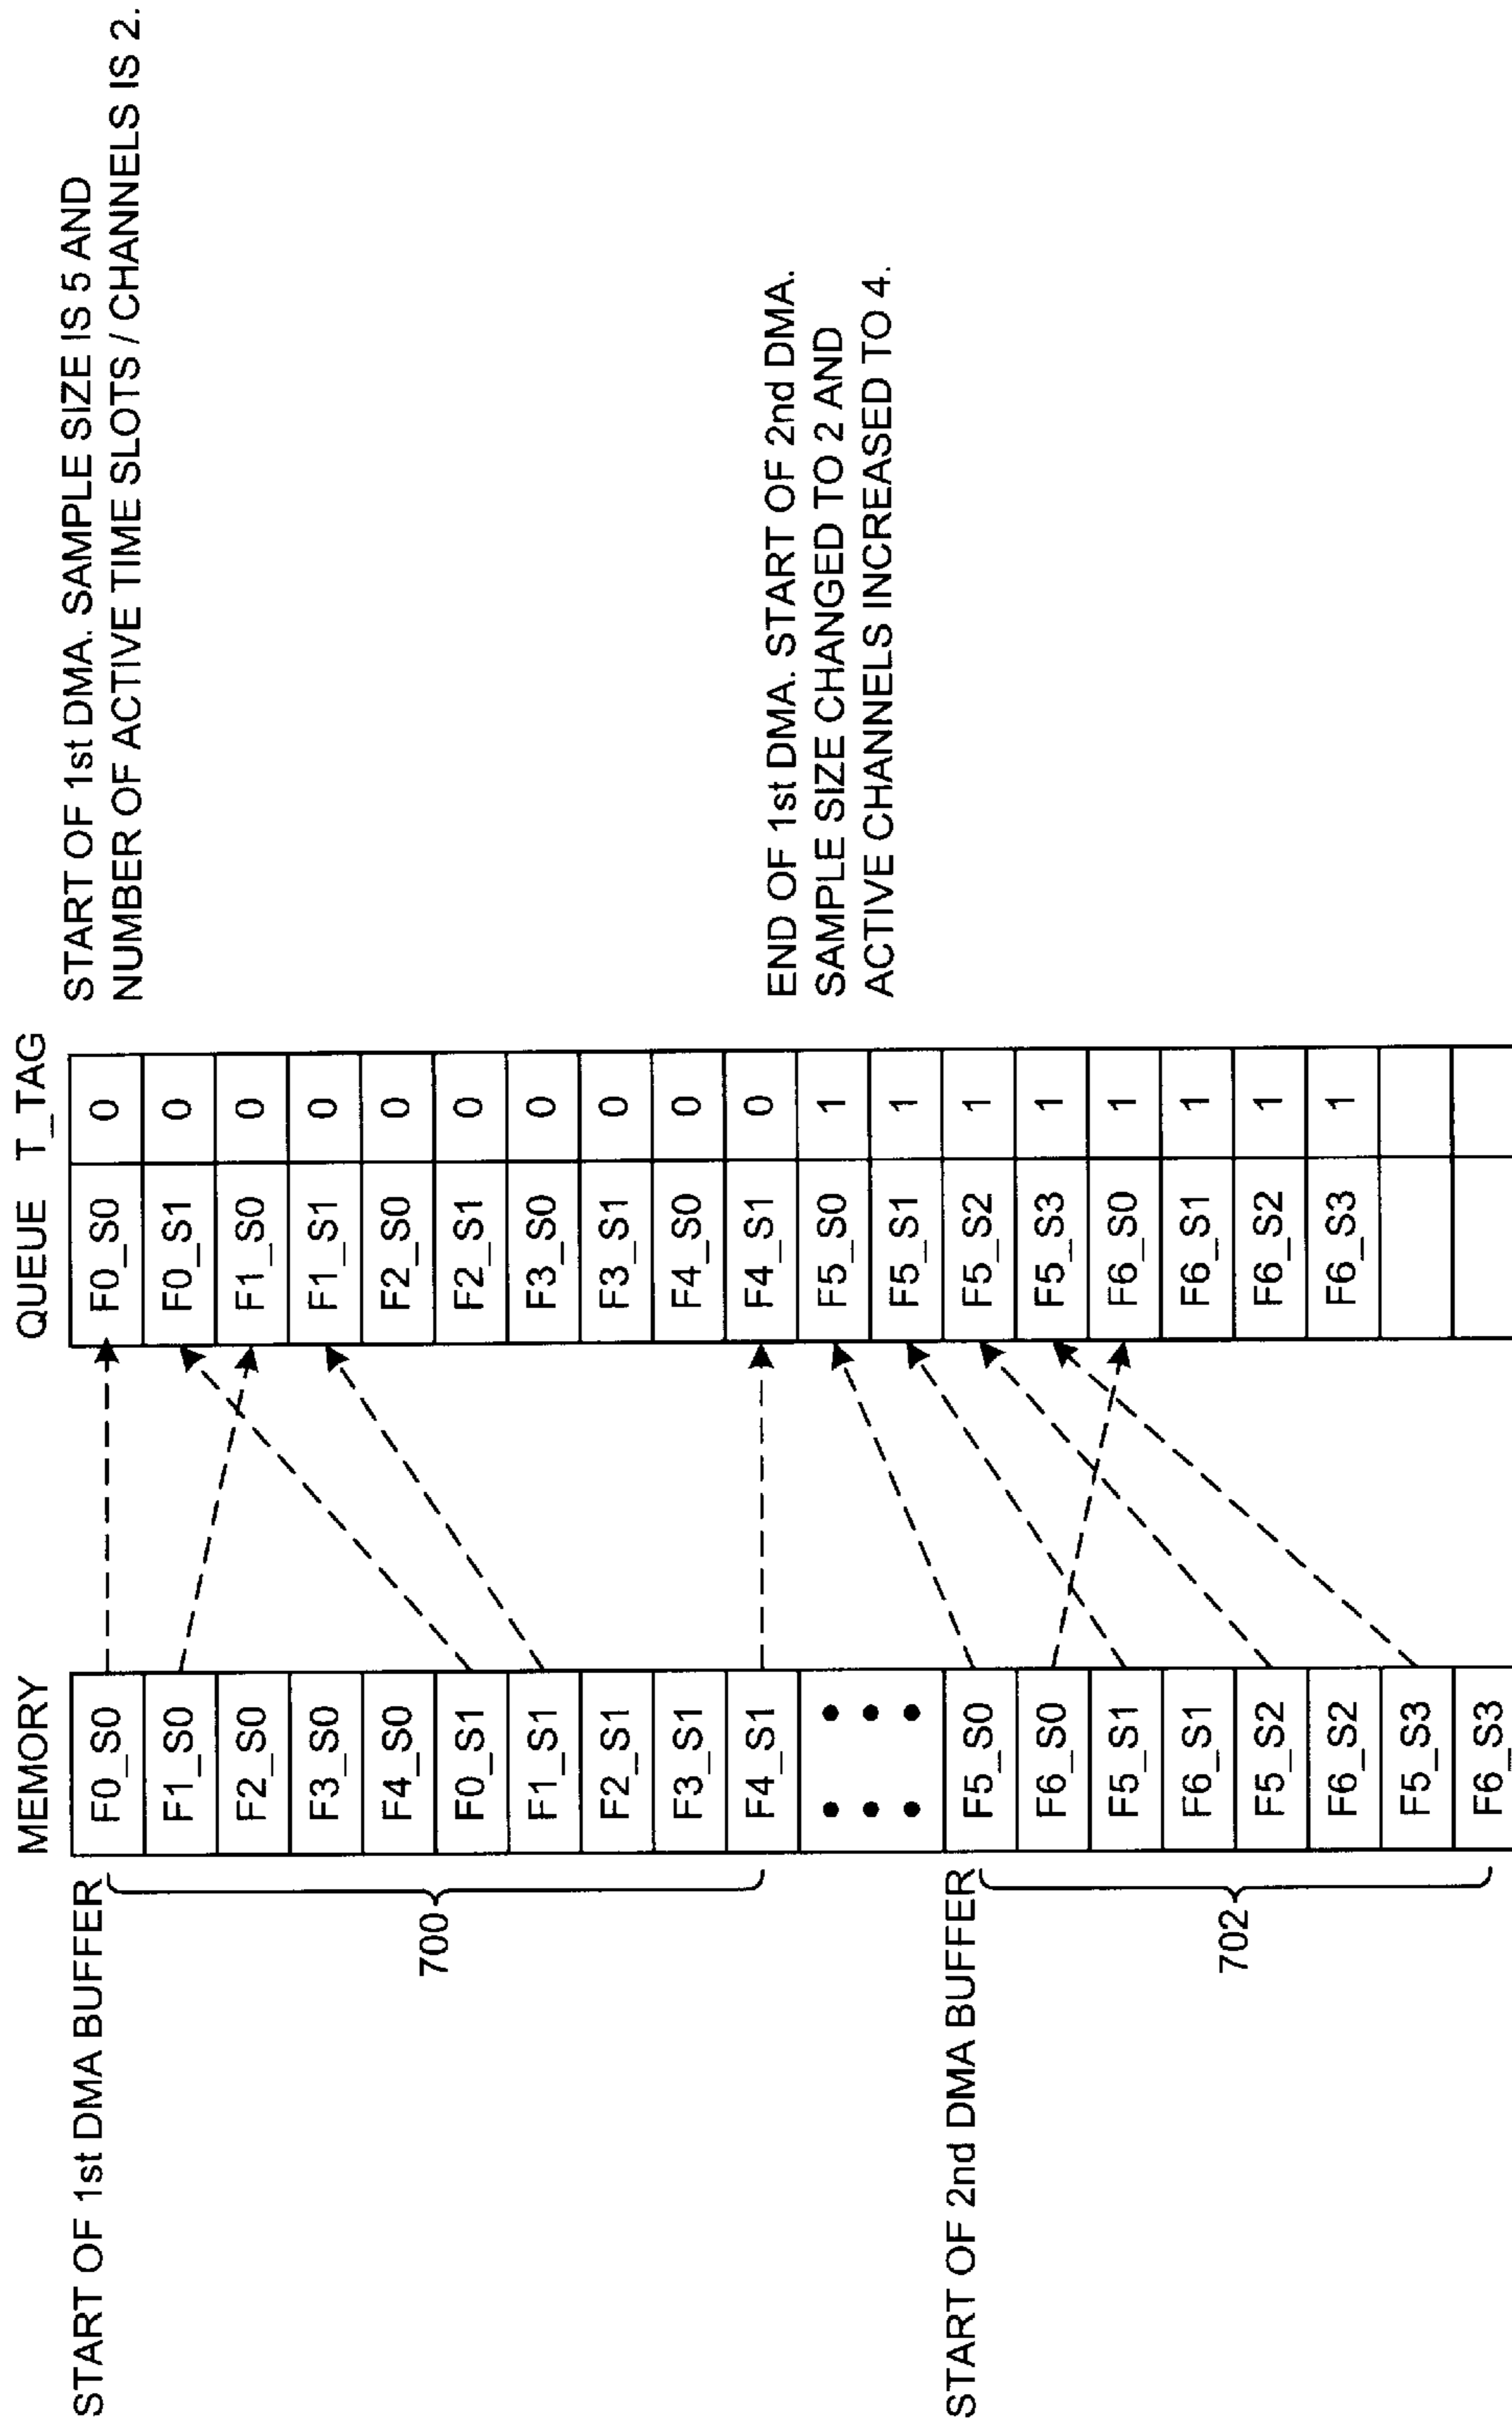 MEMORY
QUEUE T_TAG
START OF 1st DMA BUFFER
F0_S0
F1_S0
F2_S0
F3_S0
F4_S0
F0_S1
F1_S1
F2_S1
F3_S1
F4_S1
700
START OF 2nd DMA BUFFER
F5_S0
F6_S0
F5_S1
F6_S1
F5_S2
F6_S2
F5_S3
F6_S3
702
F0_S0 0
F0_S1 0
F1_S0 0
F1_S1 0
F2_S0 0
F2_S1 0
F3_S0 0
F3_S1 0
F4_S0 0
F4_S1 0
F5_S0 1
F5_S1 1
F5_S2 1
F5_S3 1
F6_S0 1
F6_S1 1
F6_S2 1
F6_S3 1
START OF 1st DMA. SAMPLE SIZE IS 5 AND
NUMBER OF ACTIVE TIME SLOTS / CHANNELS IS 2.
END OF 1st DMA. START OF 2nd DMA.
SAMPLE SIZE CHANGED TO 2 AND
ACTIVE CHANNELS INCREASED TO 4.